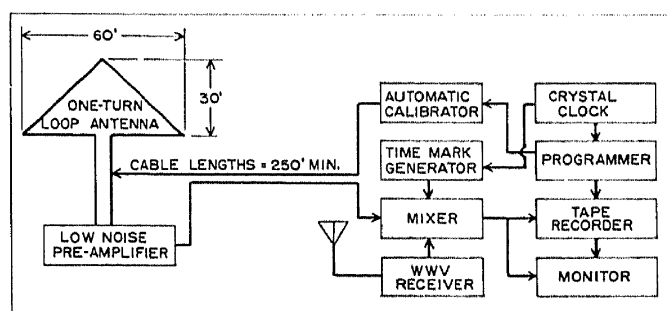 60'
30'
ONE-TURN
LOOP ANTENNA
AUTOMATIC
CALIBRATOR
CRYSTAL
CLOCK
CABLE LENGTHS = 250' MIN.
TIME MARK
GENERATOR
PROGRAMMER
LOW NOISE
PRE-AMPLIFIER
MIXER
TAPE
RECORDER
WWV
RECEIVER
MONITOR